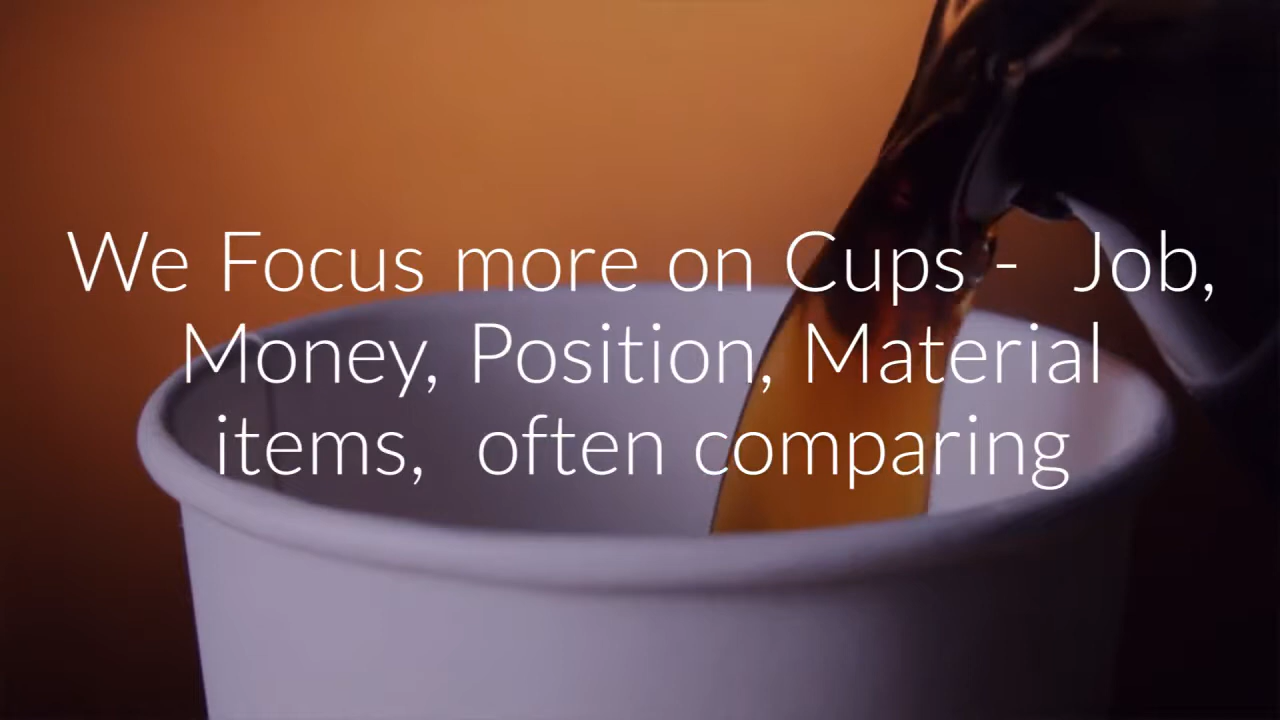 We Focus more on Cups -  Job,
Money, Position, Material
items,  often comparing